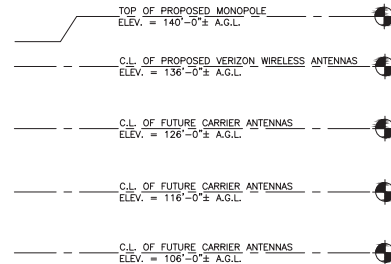 TOP OF PROPOSED MONOPOLE
ELEV. = 140'-0"± A.G.L.
C.L. OF PROPOSED VERIZON WIRELESS ANTENNAS
ELEV. = 136'-0"± A.G.L.
C.L. OF FUTURE CARRIER ANTENNAS
ELEV. = 126'-0"± A.G.L.
C.L. OF FUTURE CARRIER ANTENNAS
ELEV. = 116'-0"± A.G.L.
C.L. OF FUTURE CARRIER ANTENNAS
ELEV. = 106'-0"± A.G.L.